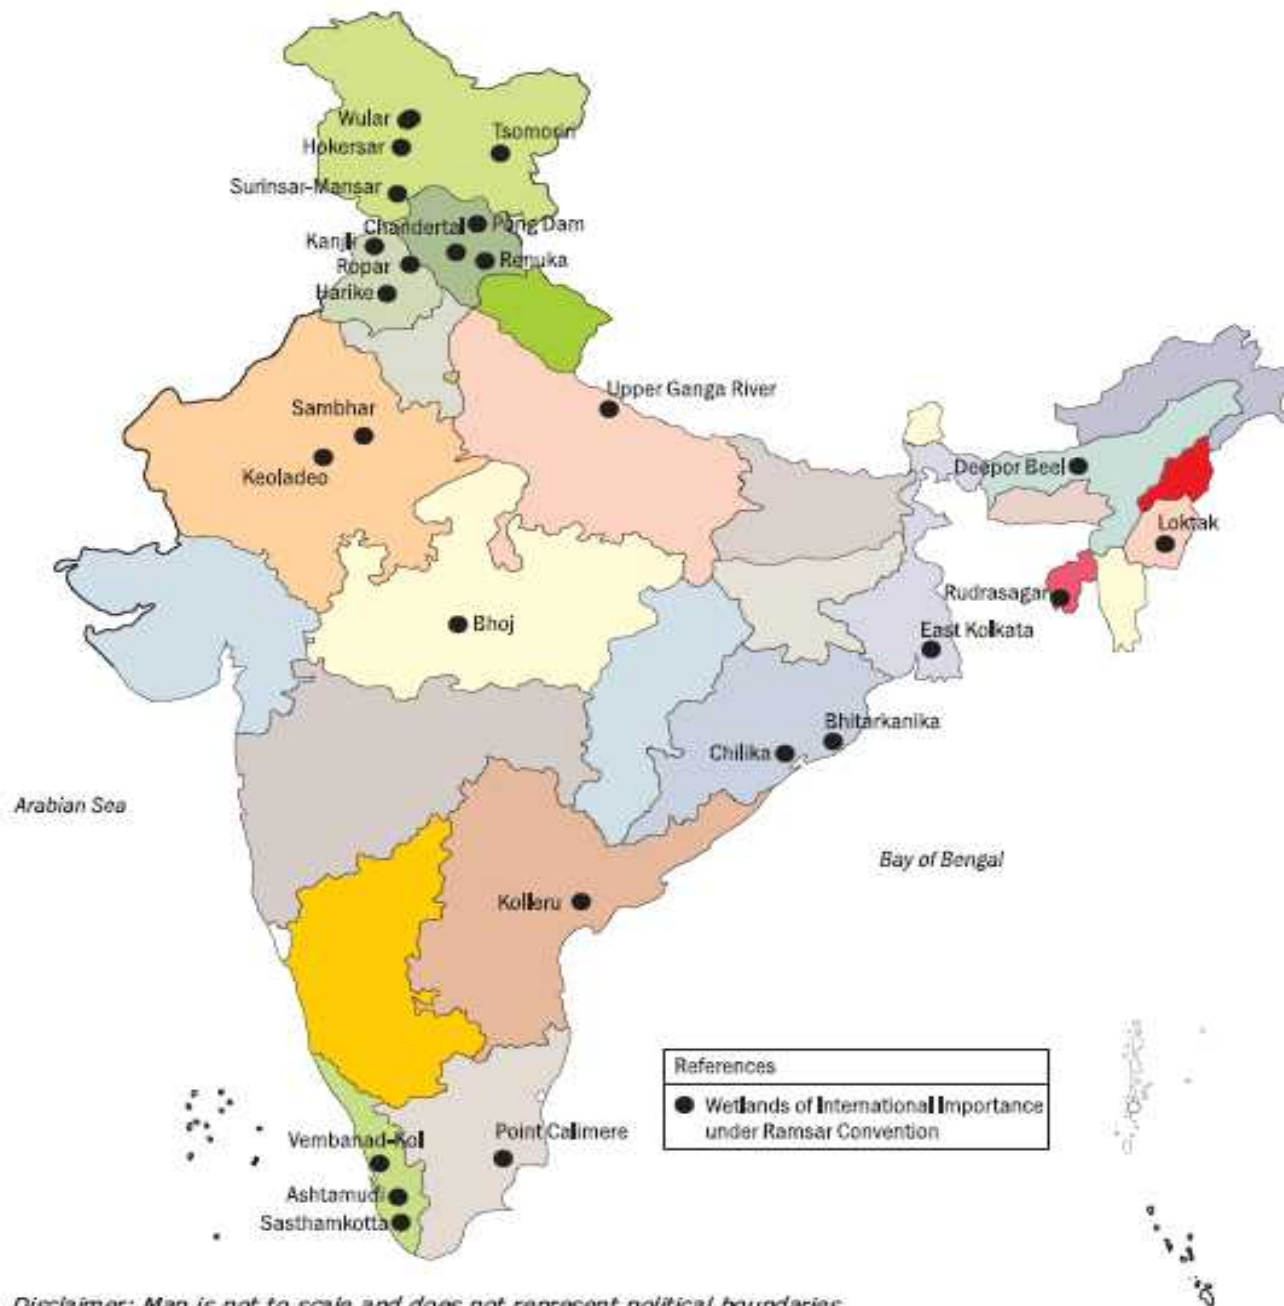 Wular
Tsomoriri
Hokersar
Surinsar-Mansar
Chandertal
Pong Dam
Kanjli
Ropar
Renuka
Harike
Upper Ganga River
Sambhar
Keoladeo
Deepor Beel
Loktak
Rudrasagar
Bhoj
East Kolkata
Bhitarkanika
Chilika
Arabian Sea
Bay of Bengal
Kolleru
References
Wetlands of International Importance
under Ramsar Convention
Vembanad-Kol
Point Calimere
Ashtamudi
Sasthamkotta
Disclaimer: Map is not to scale and does not represent political boundaries